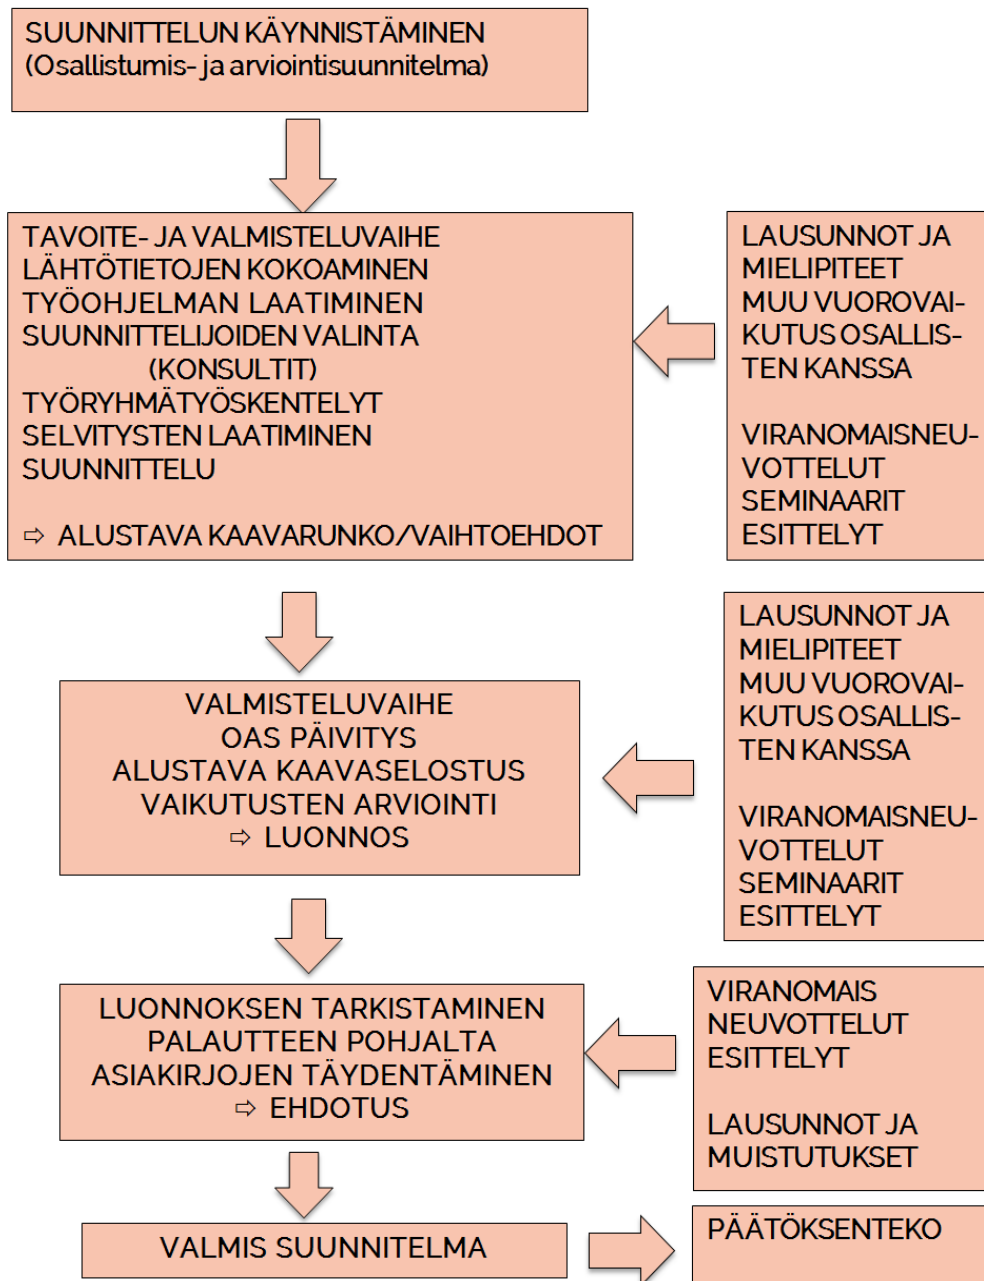 SUUNNITTELUN KÄYNNISTÄMINEN
(Osallistumis- ja arviointisuunnitelma)
TAVOITE- JA VALMISTELUVAIHE
LÄHTÖTIETOJEN KOKOAMINEN
TYÖOHJELMAN LAATIMINEN
SUUNNITTELIJOIDEN VALINTA
(KONSULTIT)
TYÖRYHMÄTYÖSKENTELYT
SELVITYSTEN LAATIMINEN
SUUNNITTELU
⇨ ALUSTAVA KAAVARUNKO/VAIHTOEHDOT
LAUSUNNOT JA
MIELIPITEET
MUU VUOROVAI-
KUTUS OSALLIS-
TEN KANSSA
VIRANOMAISNEU-
VOTTELUT
SEMINAARIT
ESITTELYT
VALMISTELUVAIHE
OAS PÄIVITYS
ALUSTAVA KAAVASELOSTUS
VAIKUTUSTEN ARVIOINTI
⇨ LUONNOS
LAUSUNNOT JA
MIELIPITEET
MUU VUOROVAI-
KUTUS OSALLIS-
TEN KANSSA
VIRANOMAISNEU-
VOTTELUT
SEMINAARIT
ESITTELYT
LUONNOKSEN TARKISTAMINEN
PALAUTTEEN POHJALTA
ASIAKIRJOJEN TÄYDENTÄMINEN
⇨ EHDOTUS
VIRANOMAIS
NEUVOTTELUT
ESITTELYT
LAUSUNNOT JA
MUISTUTUKSET
VALMIS SUUNNITELMA
PÄÄTÖKSENTEKO